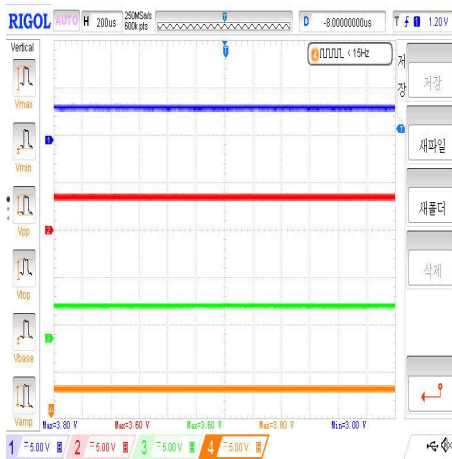 RIGOL AUTO H 200us 250MSa/s 600k pts D -8.00000000us T 1 1.20 V
Vertical
4 < 15Hz
저장
Vmax
Vmin
Vpp
Vtop
Vbase
Vamp
저장
새파일
새폴더
삭제
T
T
1
2
3
4
Max=3.80 V Max=3.60 V Max=3.60 V Max=3.80 V Min=3.00 V
1 5.00 V B 2 5.00 V B 3 5.00 V B 4 5.00 V B